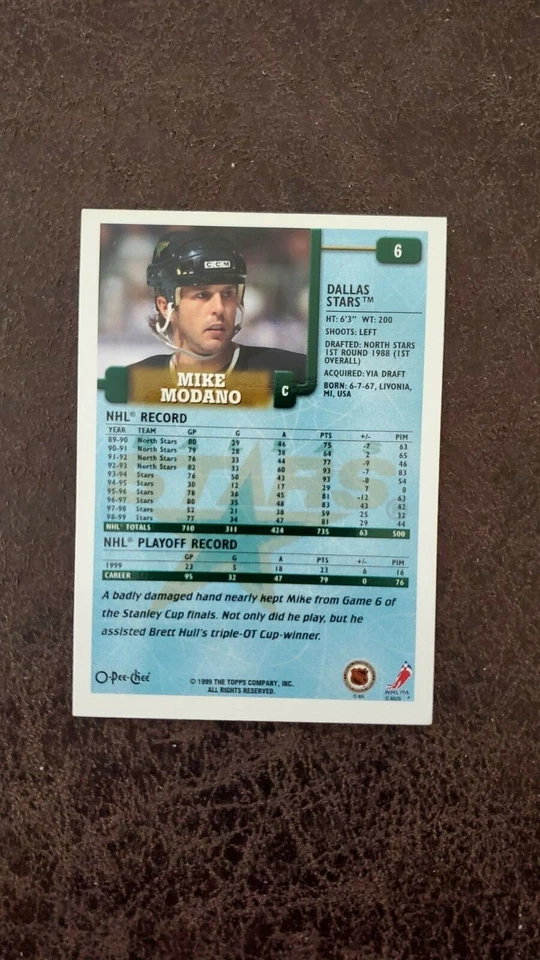 CCM
6
DALLAS
STARS™
HT: 6'3" WT: 200
SHOOTS: LEFT
DRAFTED: NORTH STARS
1ST ROUND 1988 (1ST
OVERALL)
ACQUIRED: VIA DRAFT
BORN: 6-7-67, LIVONIA,
MI, USA
MIKE
MODANO
C
NHL® RECORD
YEAR TEAM GP G A PTS +/- PIM
89-90 North Stars 80 29 46 75 -7 63
90-91 North Stars 79 28 36 64 2 65
91-92 North Stars 76 33 44 77 -9 46
92-93 North Stars 82 33 60 93 -7 83
93-94 Stars 76 50 43 93 -8 54
94-95 Stars 30 12 17 29 7 8
95-96 Stars 78 36 45 81 -12 63
96-97 Stars 80 35 48 83 43 42
97-98 Stars 52 21 38 59 25 32
98-99 Stars 77 34 47 81 29 44
NHL TOTALS 710 311 424 735 63 500
STARS
NHL® PLAYOFF RECORD
GP G A PTS +/- PIM
1999 23 5 18 23 6 16
CAREER 95 32 47 79 0 76
A badly damaged hand nearly kept Mike from Game 6 of
the Stanley Cup finals. Not only did he play, but he
assisted Brett Hull's triple-OT Cup-winner.
O-Pee-Chee
© 1999 THE TOPPS COMPANY, INC.
ALL RIGHTS RESERVED.
NHLPA